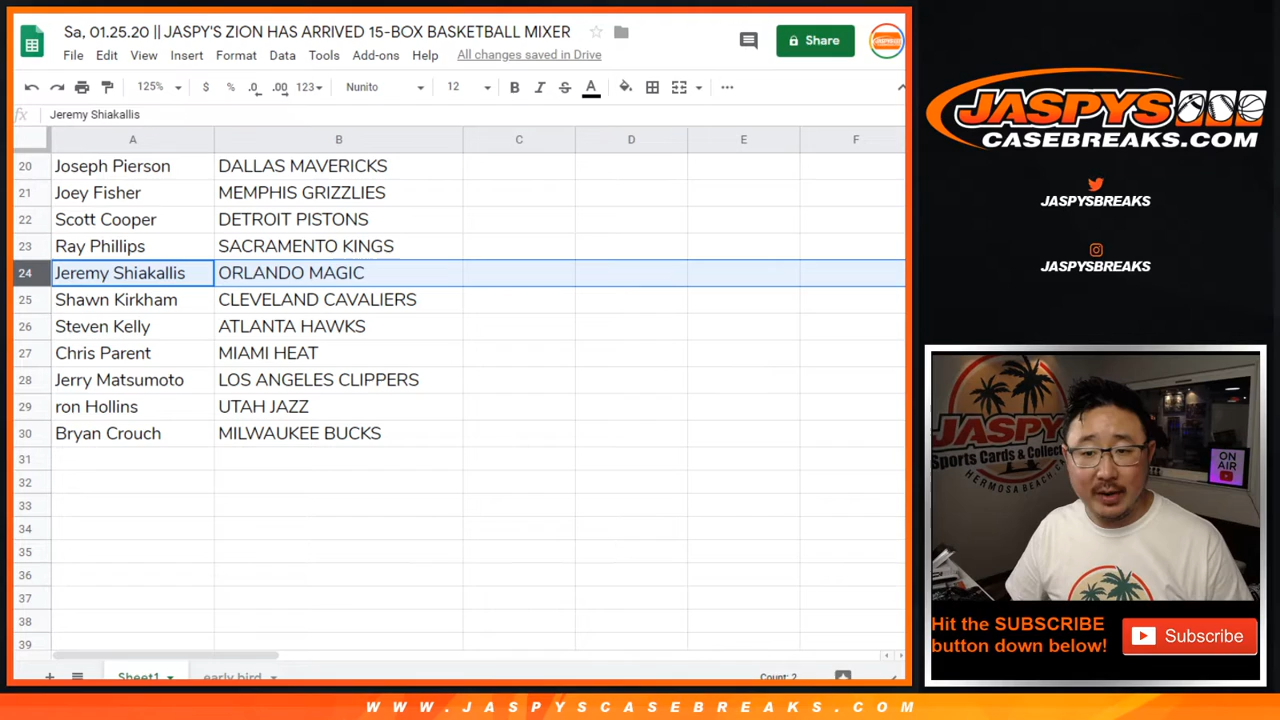 Sa, 01.25.20 || JASPY'S ZION HAS ARRIVED 15-BOX BASKETBALL MIXER
Share
File Edit View Insert Format Data Tools Add-ons Help All changes saved in Drive
125% $ % .0 .00 123 Nunito 12 B I S A
fx Jeremy Shiakallis
A B C D E F
20 Joseph Pierson DALLAS MAVERICKS
21 Joey Fisher MEMPHIS GRIZZLIES
22 Scott Cooper DETROIT PISTONS
23 Ray Phillips SACRAMENTO KINGS
24 Jeremy Shiakallis ORLANDO MAGIC
25 Shawn Kirkham CLEVELAND CAVALIERS
26 Steven Kelly ATLANTA HAWKS
27 Chris Parent MIAMI HEAT
28 Jerry Matsumoto LOS ANGELES CLIPPERS
29 ron Hollins UTAH JAZZ
30 Bryan Crouch MILWAUKEE BUCKS
31
32
33
34
35
36
37
38
39
Sheet1 early bird Count: 2
JASPYS
CASEBREAKS.COM
JASPYSBREAKS
JASPYSBREAKS
JASPYS
Sports Cards & Collect
HERMOSA BEACH, CA
ON
AIR
Hit the SUBSCRIBE
button down below!
Subscribe
WWW.JASPYSCASEBREAKS.COM